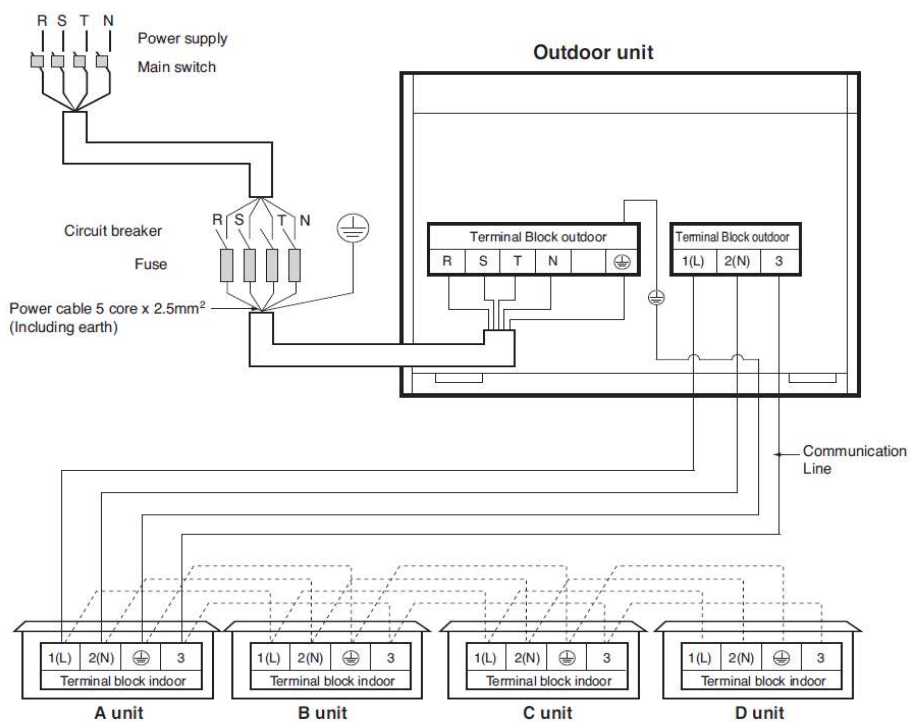 R S T N
Power supply
Main switch
Outdoor unit
R S T N
Circuit breaker
Fuse
Terminal Block outdoor
R S T N
Terminal Block outdoor
1(L) 2(N) 3
Power cable 5 core x 2.5mm²
(Including earth)
Communication
Line
1(L) 2(N) 3
Terminal block indoor
A unit
1(L) 2(N) 3
Terminal block indoor
B unit
1(L) 2(N) 3
Terminal block indoor
C unit
1(L) 2(N) 3
Terminal block indoor
D unit